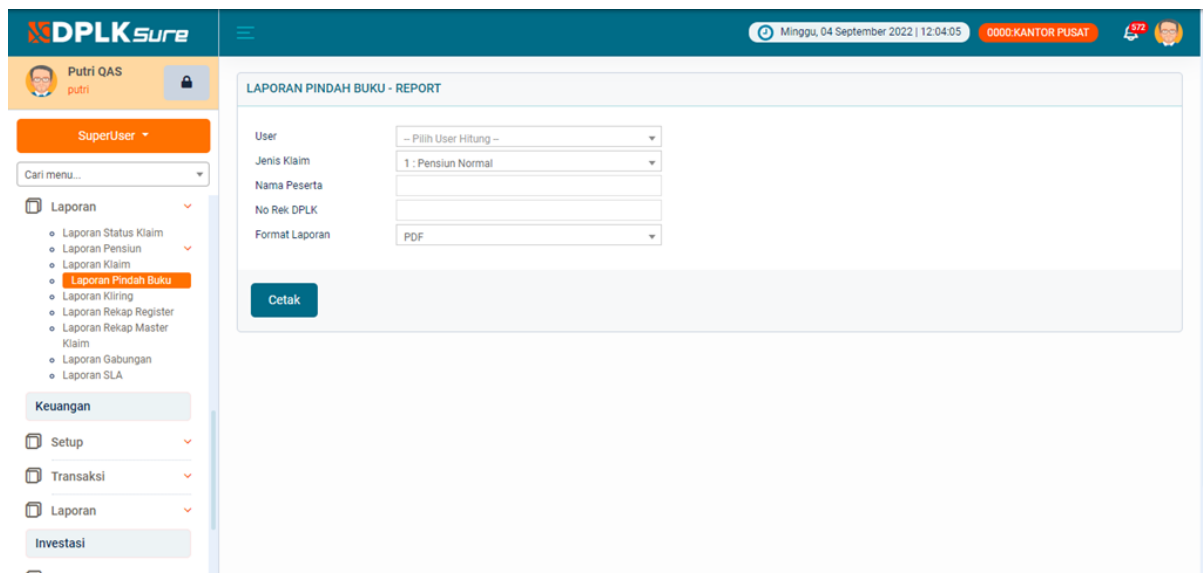 DPLKSure
Minggu, 04 September 2022 | 12:04:05
0000:KANTOR PUSAT
572
Putri QAS
putri
SuperUser
Cari menu...
Laporan
Laporan Status Klaim
Laporan Pensiun
Laporan Klaim
Laporan Pindah Buku
Laporan Kliring
Laporan Rekap Register
Laporan Rekap Master
Klaim
Laporan Gabungan
Laporan SLA
Keuangan
Setup
Transaksi
Laporan
Investasi
LAPORAN PINDAH BUKU - REPORT
User
-- Pilih User Hitung --
Jenis Klaim
1 : Pensiun Normal
Nama Peserta
No Rek DPLK
Format Laporan
PDF
Cetak